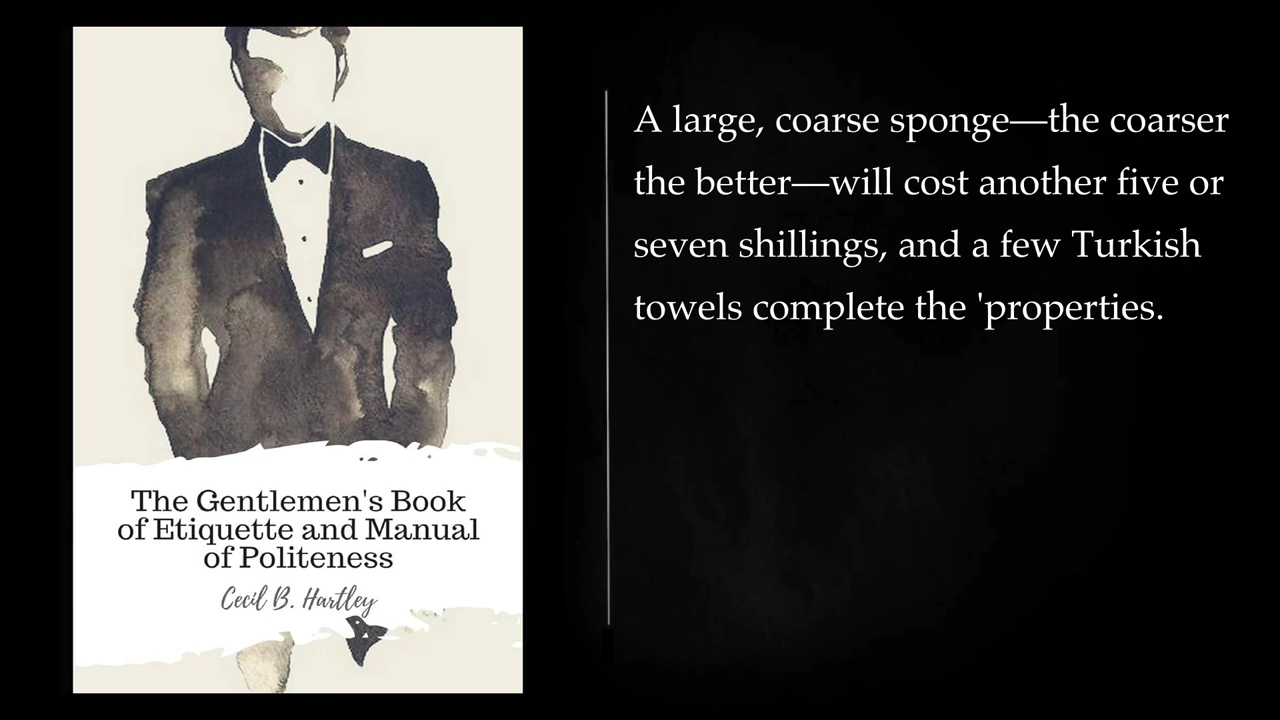 The Gentlemen's Book
of Etiquette and Manual
of Politeness
Cecil B. Hartley
A large, coarse sponge—the coarser
the better—will cost another five or
seven shillings, and a few Turkish
towels complete the 'properties.